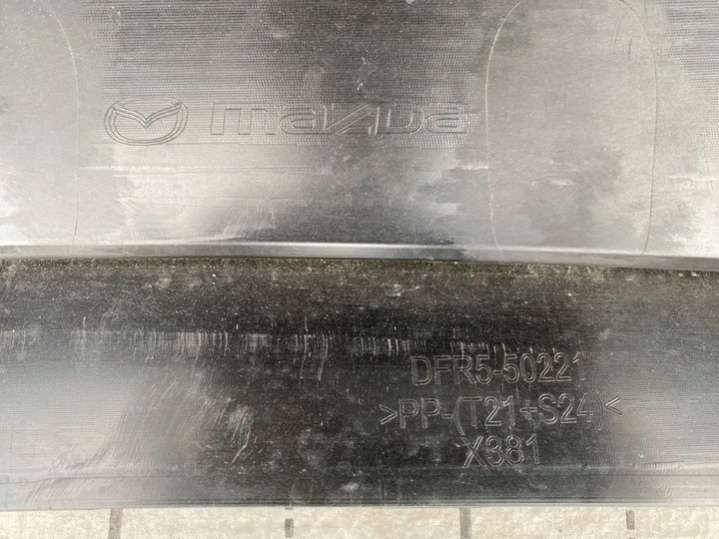 mazda
DFR5-50221
>PP-(T21+S24)<
X381